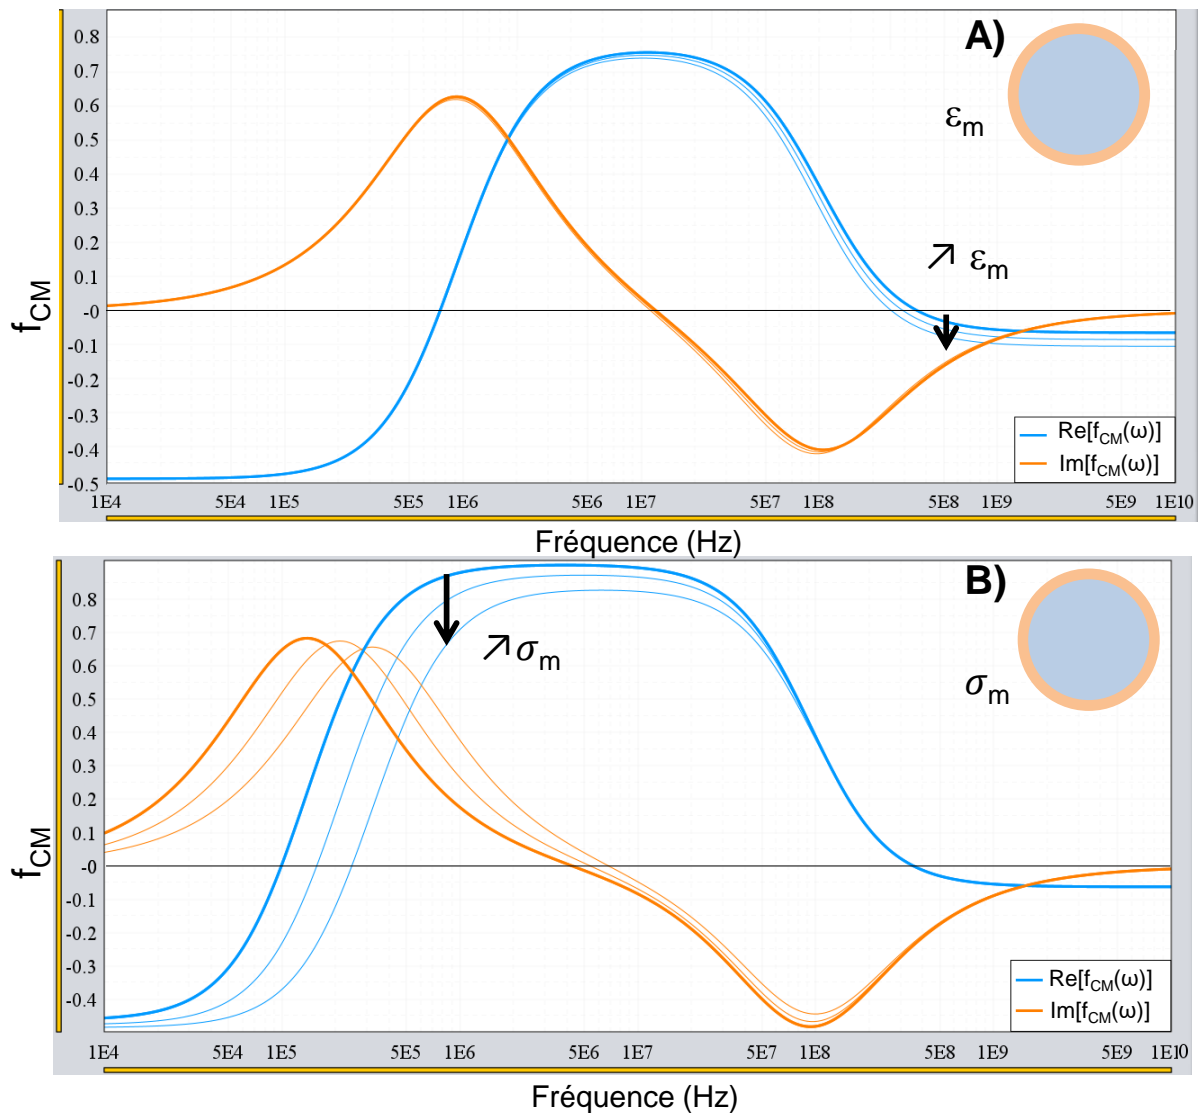 A)
εm
↗ εm
fCM
0.8
0.7
0.6
0.5
0.4
0.3
0.2
0.1
-0
-0.1
-0.2
-0.3
-0.4
-0.5
Re[fCM(ω)]
Im[fCM(ω)]
1E4 5E4 1E5 5E5 1E6 5E6 1E7 5E7 1E8 5E8 1E9 5E9 1E10
Fréquence (Hz)
B)
↗ σm
σm
fCM
0.8
0.7
0.6
0.5
0.4
0.3
0.2
0.1
-0
-0.1
-0.2
-0.3
-0.4
Re[fCM(ω)]
Im[fCM(ω)]
1E4 5E4 1E5 5E5 1E6 5E6 1E7 5E7 1E8 5E8 1E9 5E9 1E10
Fréquence (Hz)